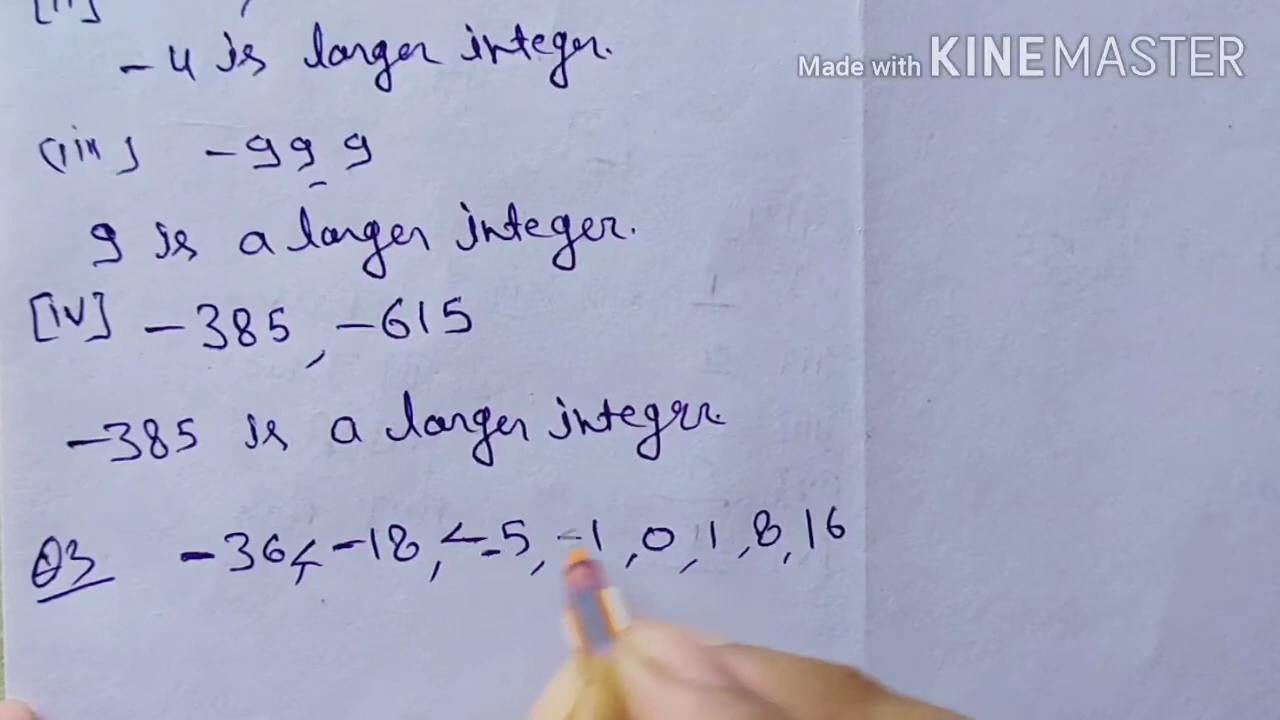 -4 is larger integer.
Made with KINEMASTER
(iii) -99 9
9 is a larger integer.
[iv] -385, -615
-385 is a larger integer.
Q3 -36, < -18, < -5, -1, 0, 1, 8, 16